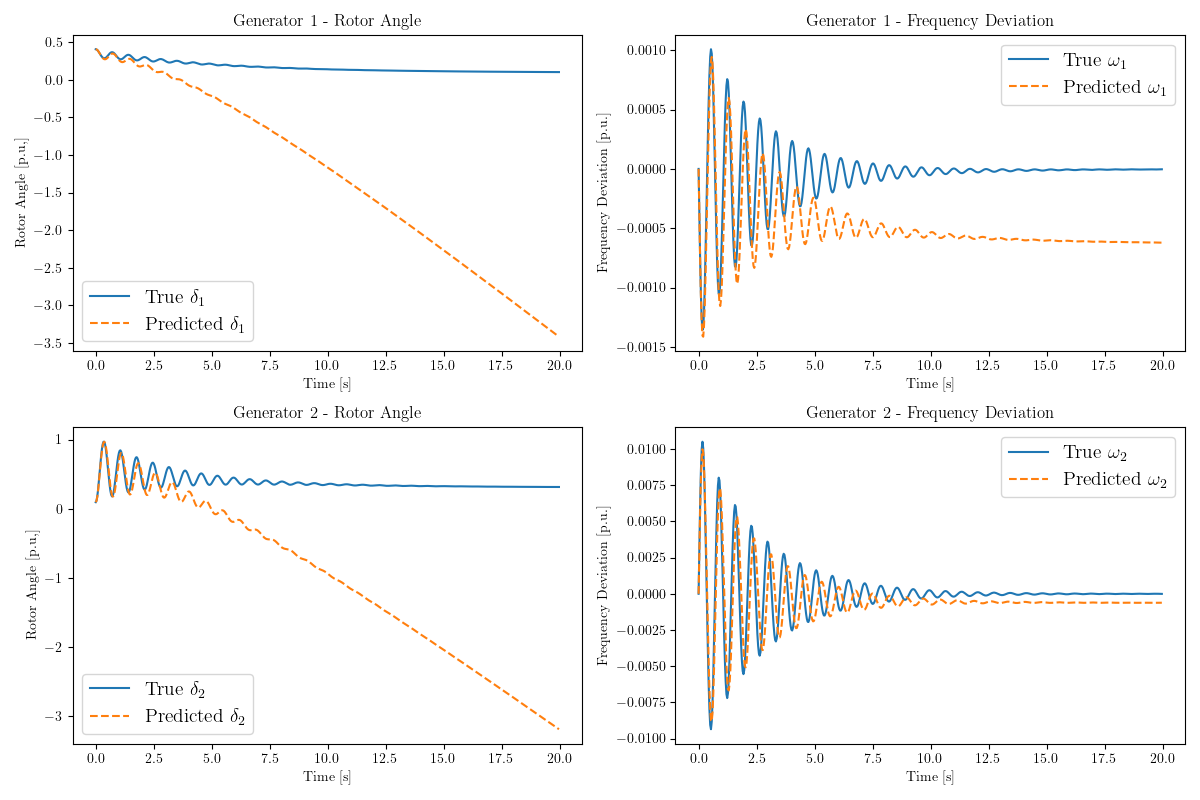 Generator 1 - Rotor Angle
0.5
0.0
−0.5
−1.0
−1.5
−2.0
−2.5
−3.0
−3.5
Rotor Angle [p.u,]
True δ₁
Predicted δ₁
0.0 2.5 5.0 7.5 10.0 12.5 15.0 17.5 20.0
Time [s]
Generator 1 - Frequency Deviation
0.0010
0.0005
0.0000
−0.0005
−0.0010
−0.0015
Frequency Deviation [p.u.]
True ω₁
Predicted ω₁
0.0 2.5 5.0 7.5 10.0 12.5 15.0 17.5 20.0
Time [s]
Generator 2 - Rotor Angle
1
0
−1
−2
−3
Rotor Angle [p.u,]
True δ₂
Predicted δ₂
0.0 2.5 5.0 7.5 10.0 12.5 15.0 17.5 20.0
Time [s]
Generator 2 - Frequency Deviation
0.0100
0.0075
0.0050
0.0025
0.0000
−0.0025
−0.0050
−0.0075
−0.0100
Frequency Deviation [p.u.]
True ω₂
Predicted ω₂
0.0 2.5 5.0 7.5 10.0 12.5 15.0 17.5 20.0
Time [s]